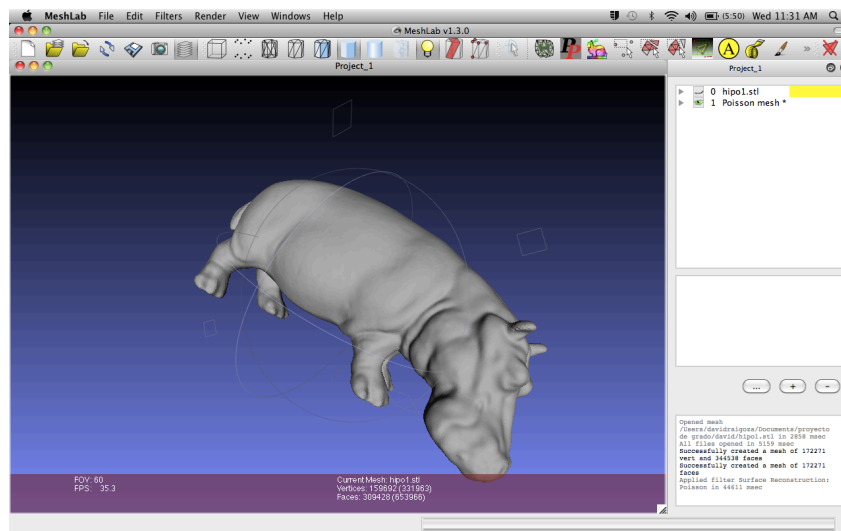 MeshLab File Edit Filters Render View Windows Help (5:50) Wed 11:31 AM
MeshLab v1.3.0
A
Project_1
Project_1
0 hipo1.stl
1 Poisson mesh *
... + -
Opened mesh
/Users/davidraigoza/Documents/proyecto
de grado/david/hipo1.stl in 2858 msec
All files opened in 5159 msec
Successfully created a mesh of 172271
vert and 344538 faces
Successfully created a mesh of 172271
faces
Applied filter Surface Reconstruction:
Poisson in 44611 msec
FOV: 60
FPS: 35.3
Current Mesh: hipo1.stl
Vertices: 159692 (331963)
Faces: 309428 (653966)